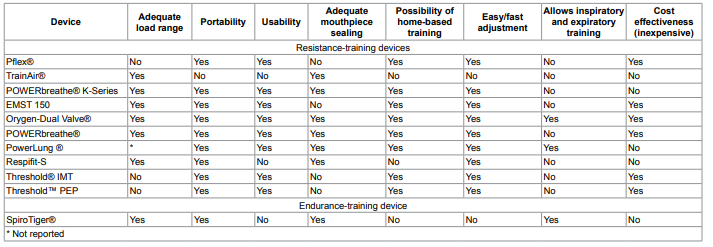 Device Adequate load range Portability Usability Adequate mouthpiece sealing Possibility of home-based training Easy/fast adjustment Allows inspiratory and expiratory training Cost effectiveness (inexpensive)
Resistance-training devices
Pflex® No Yes Yes No Yes Yes No Yes
TrainAir® Yes No No Yes No No No No
POWERbreathe® K-Series Yes Yes Yes Yes Yes Yes No No
EMST 150 Yes Yes Yes No Yes Yes No Yes
Orygen-Dual Valve® Yes Yes Yes Yes Yes Yes Yes Yes
POWERbreathe® Yes Yes Yes Yes Yes Yes No Yes
PowerLung ® * Yes Yes Yes Yes Yes Yes No
Respifit-S Yes Yes No Yes No Yes No No
Threshold® IMT No Yes Yes No Yes Yes No Yes
Threshold™ PEP No Yes Yes No Yes Yes No Yes
Endurance-training device
SpiroTiger® Yes Yes No Yes No No Yes No
* Not reported